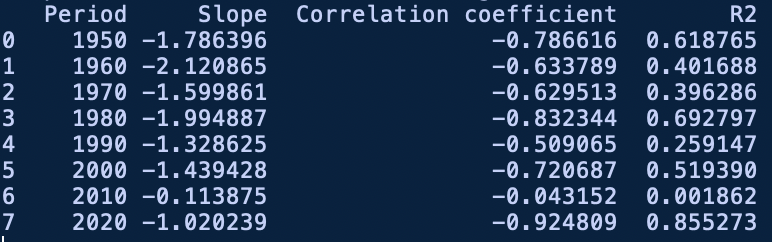 Period Slope Correlation coefficient R2
0 1950 -1.786396 -0.786616 0.618765
1 1960 -2.120865 -0.633789 0.401688
2 1970 -1.599861 -0.629513 0.396286
3 1980 -1.994887 -0.832344 0.692797
4 1990 -1.328625 -0.509065 0.259147
5 2000 -1.439428 -0.720687 0.519390
6 2010 -0.113875 -0.043152 0.001862
7 2020 -1.020239 -0.924809 0.855273